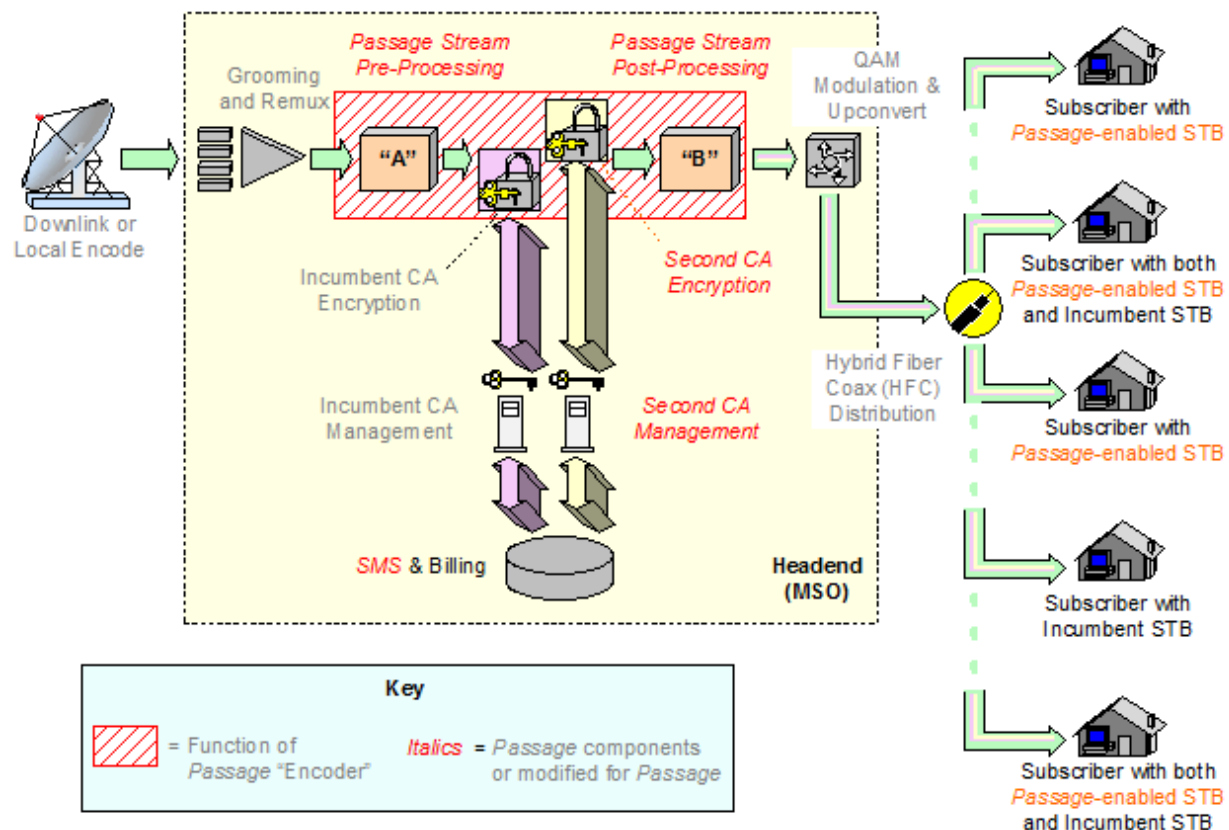 Passage Stream
Pre-Processing
Passage Stream
Post-Processing
Grooming
and Remux
QAM
Modulation &
Upconvert
"A"
"B"
Downlink or
Local Encode
Incumbent CA
Encryption
Second CA
Encryption
Incumbent CA
Management
Second CA
Management
Hybrid Fiber
Coax (HFC)
Distribution
SMS & Billing
Headend
(MSO)
Subscriber with
Passage-enabled STB
Subscriber with both
Passage-enabled STB
and Incumbent STB
Subscriber with
Passage-enabled STB
Subscriber with
Incumbent STB
Subscriber with both
Passage-enabled STB
and Incumbent STB
Key
= Function of
Passage "Encoder"
Italics = Passage components
or modified for Passage